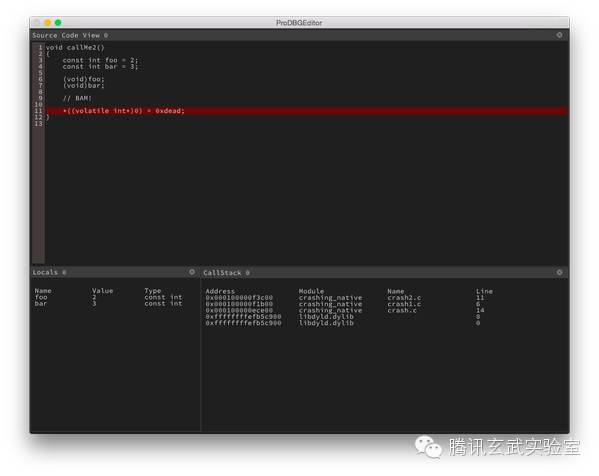 ProDBGEditor
Source Code View 0
1 void callMe2()
2 {
3 const int foo = 2;
4 const int bar = 3;
5
6 (void)foo;
7 (void)bar;
8
9 // BAM!
10
11 *((volatile int*)0) = 0xdead;
12 }
13
Locals 0
Name Value Type
foo 2 const int
bar 3 const int
CallStack 0
Address Module Name Line
0x000100000f3c00 crashing_native crash2.c 11
0x000100000f1b00 crashing_native crash1.c 6
0x000100000ece00 crashing_native crash.c 14
0xffffffffefb5c900 libdyld.dylib 0
0xffffffffefb5c900 libdyld.dylib 0
腾讯玄武实验室